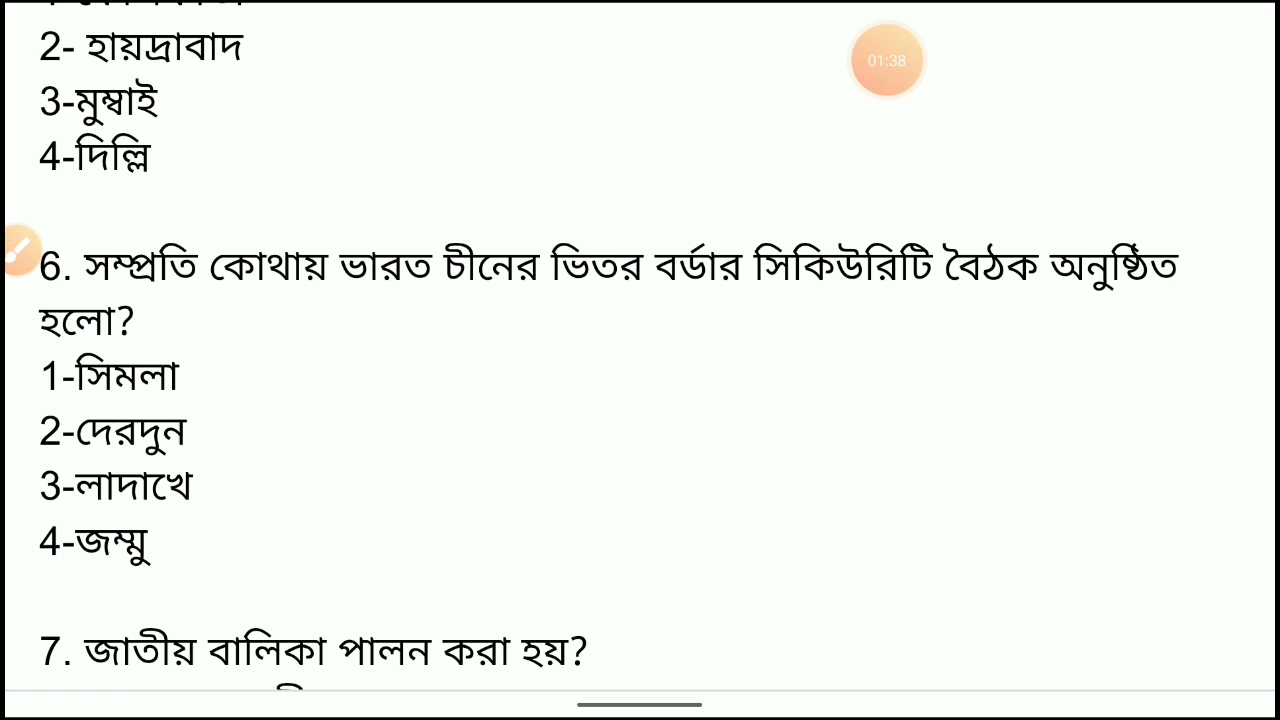 2- হায়দ্রাবাদ
01:38
3-মুম্বাই
4-দিল্লি
6. সম্প্রতি কোথায় ভারত চীনের ভিতর বর্ডার সিকিউরিটি বৈঠক অনুষ্ঠিত
হলো?
1-সিমলা
2-দেরদুন
3-লাদাখে
4-জম্মু
7. জাতীয় বালিকা পালন করা হয়?